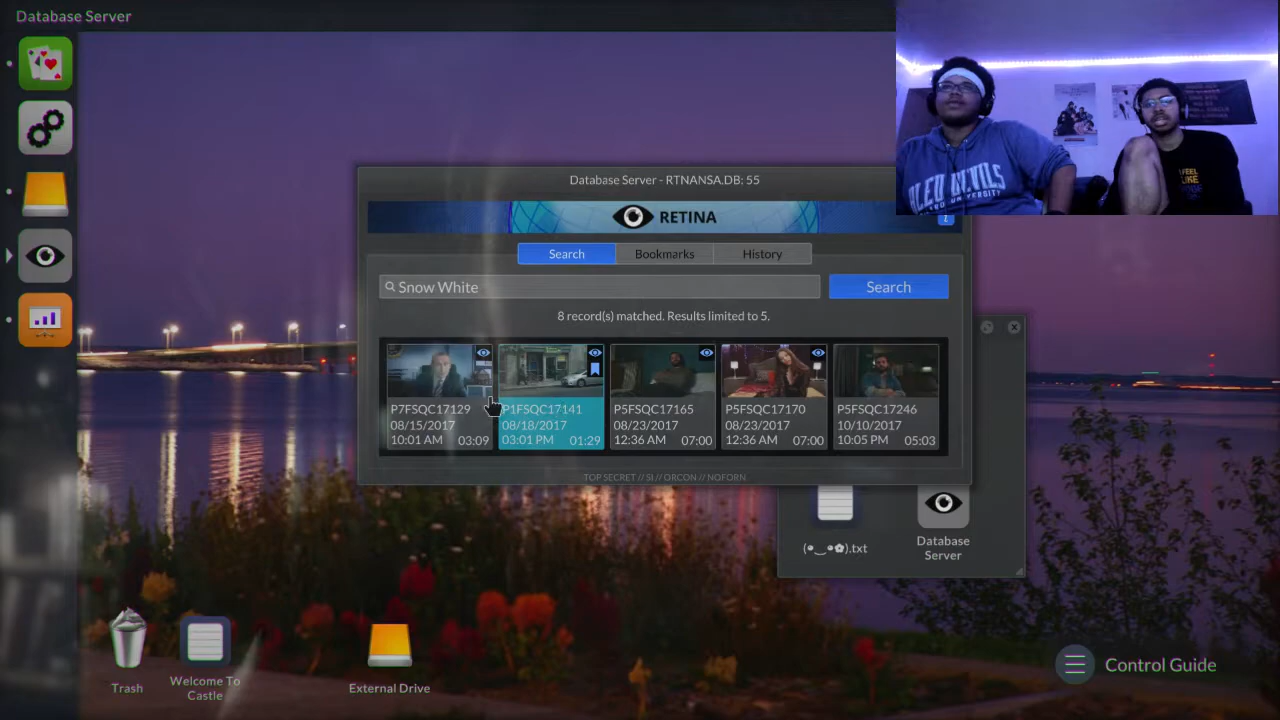 Database Server
Database Server - RTNANSA.DB: 55
RETINA
Search
Bookmarks
History
Snow White
Search
8 record(s) matched. Results limited to 5.
P7FSQC17129
08/15/2017
10:01 AM 03:09
P1FSQC17141
08/18/2017
03:01 PM 01:29
P5FSQC17165
08/23/2017
12:36 AM 07:00
P5FSQC17170
08/23/2017
12:36 AM 07:00
P5FSQC17246
10/10/2017
10:05 PM 05:03
TOP SECRET // SI // ORCON // NOFORN
(•‿•✿).txt
Database
Server
Trash
Welcome To
Castle
External Drive
Control Guide
I FEEL
LIKE